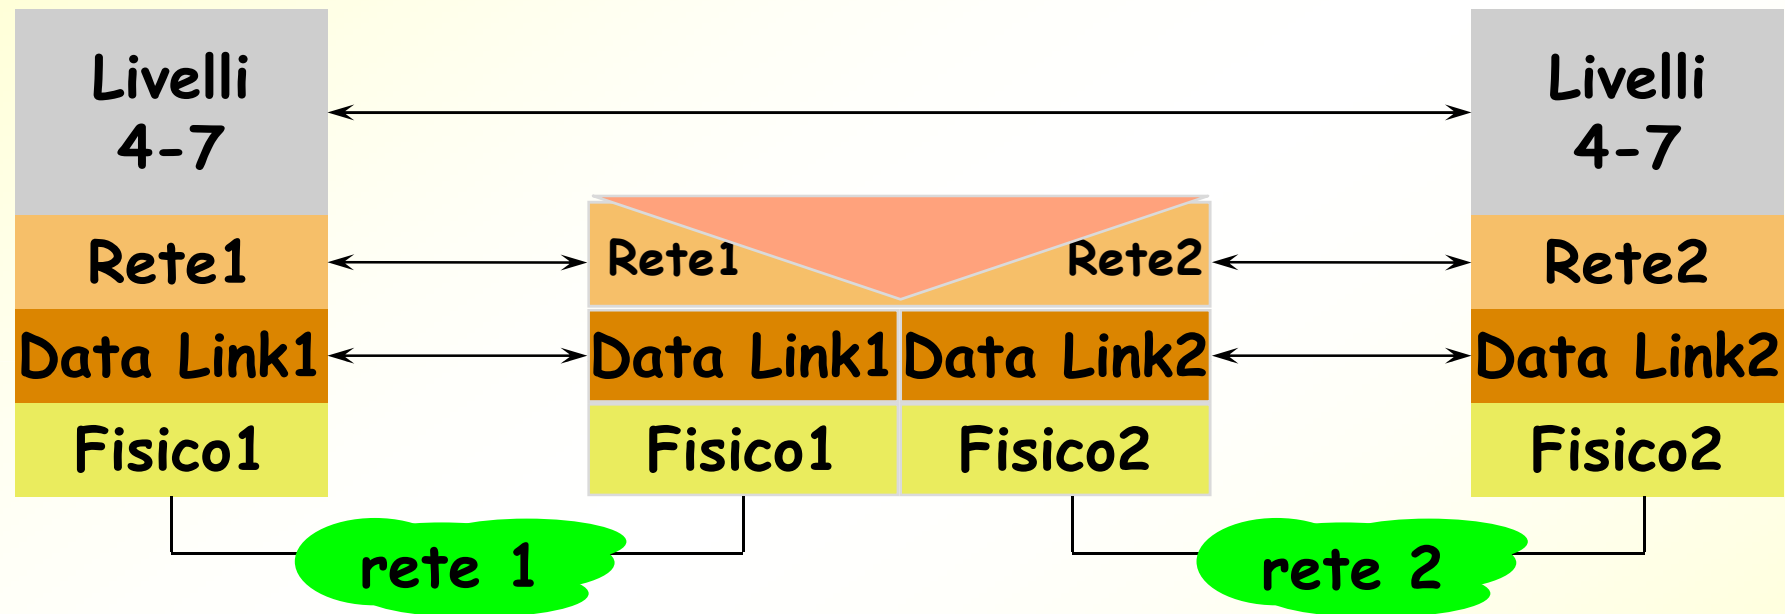 Livelli
4-7
Livelli
4-7
Rete1
Rete1
Rete2
Rete2
Data Link1
Data Link1
Data Link2
Data Link2
Fisico1
Fisico1
Fisico2
Fisico2
rete 1
rete 2